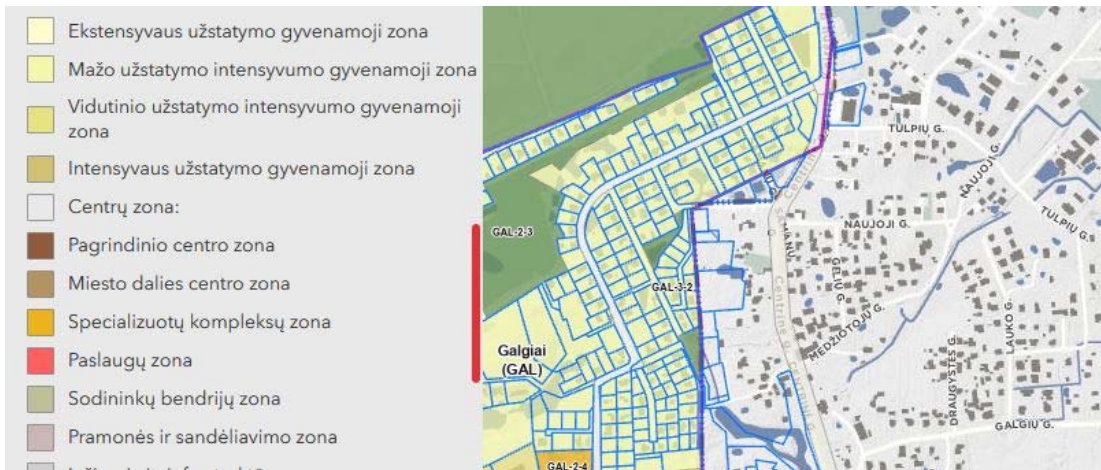 Ekstensyvaus užstatymo gyvenamoji zona
Mažo užstatymo intensyvumo gyvenamoji zona
Vidutinio užstatymo intensyvumo gyvenamoji
zona
Intensyvaus užstatymo gyvenamoji zona
Centrų zona:
Pagrindinio centro zona
Miesto dalies centro zona
Specializuotų kompleksų zona
Paslaugų zona
Sodininkų bendrijų zona
Pramonės ir sandėliavimo zona
TULPIŲ G.
NAUJOJI G.
TULPIŲ G.
GAL-2-3
NAUJOJI G.
GELIŲ G.
GAL-3-2
Centrinė g.
MEDŽIOTOJŲ G.
LAUKO G.
DRAUGYSTĖS G.
Galgiai
(GAL)
GALGIŲ G.
GAL-2-4